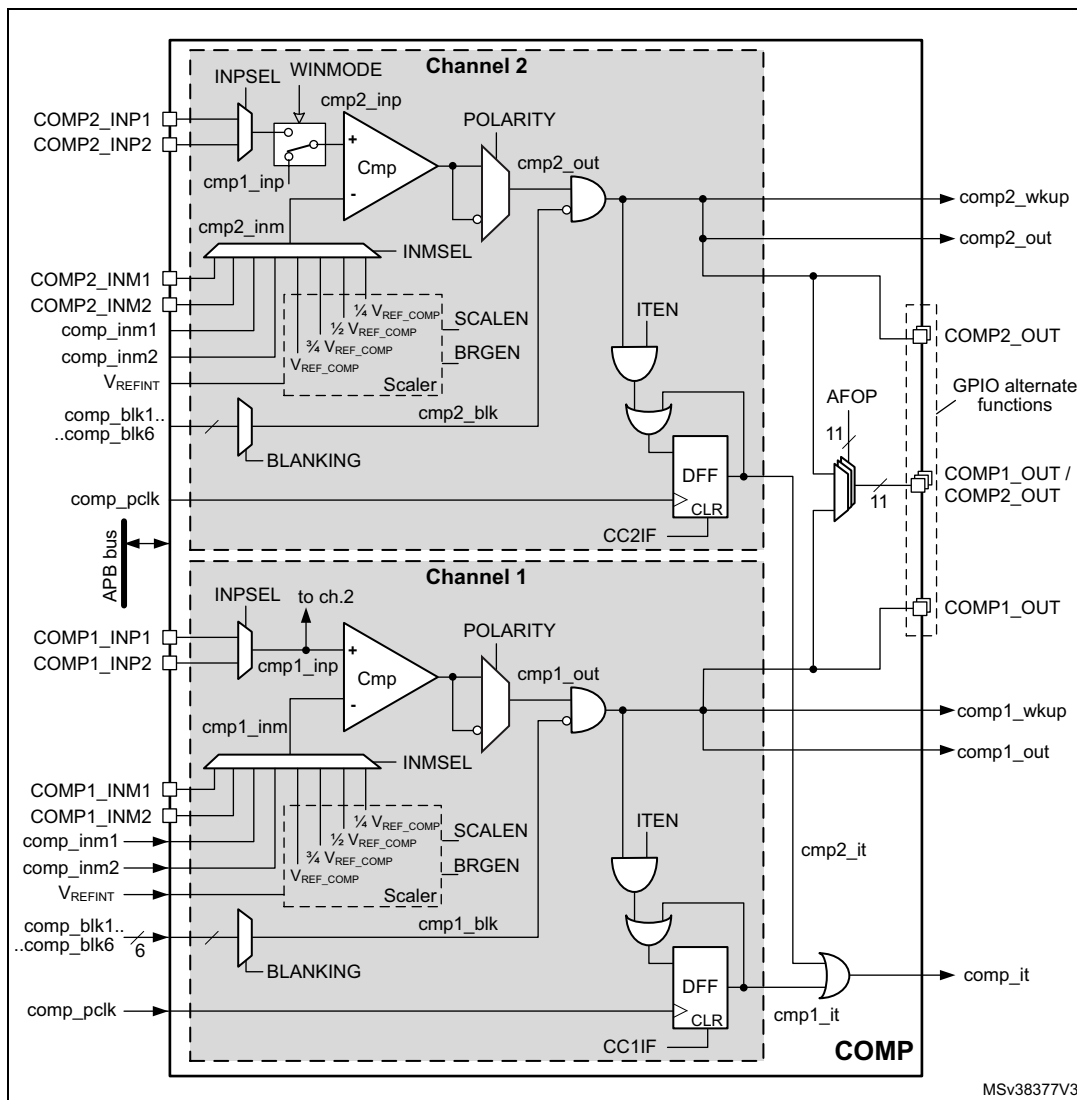 Channel 2
INPSEL
WINMODE
cmp2_inp
COMP2_INP1
COMP2_INP2
POLARITY
+
Cmp
-
cmp2_out
cmp1_inp
comp2_wkup
cmp2_inm
comp2_out
INMSEL
COMP2_INM1
COMP2_INM2
comp_inm1
comp_inm2
VREFINT
¼ VREF_COMP
½ VREF_COMP
¾ VREF_COMP
VREF_COMP
Scaler
SCALEN
BRGEN
ITEN
COMP2_OUT
GPIO alternate
functions
AFOP
11
11
COMP1_OUT /
COMP2_OUT
comp_blk1..
..comp_blk6
cmp2_blk
BLANKING
DFF
CLR
comp_pclk
CC2IF
APB bus
Channel 1
INPSEL
to ch.2
COMP1_INP1
COMP1_INP2
POLARITY
+
Cmp
-
cmp1_inp
cmp1_out
COMP1_OUT
cmp1_inm
comp1_wkup
comp1_out
INMSEL
COMP1_INM1
COMP1_INM2
comp_inm1
comp_inm2
VREFINT
¼ VREF_COMP
½ VREF_COMP
¾ VREF_COMP
VREF_COMP
Scaler
SCALEN
BRGEN
ITEN
cmp2_it
comp_blk1..
..comp_blk6
6
cmp1_blk
BLANKING
DFF
CLR
comp_it
comp_pclk
cmp1_it
CC1IF
COMP
MSv38377V3